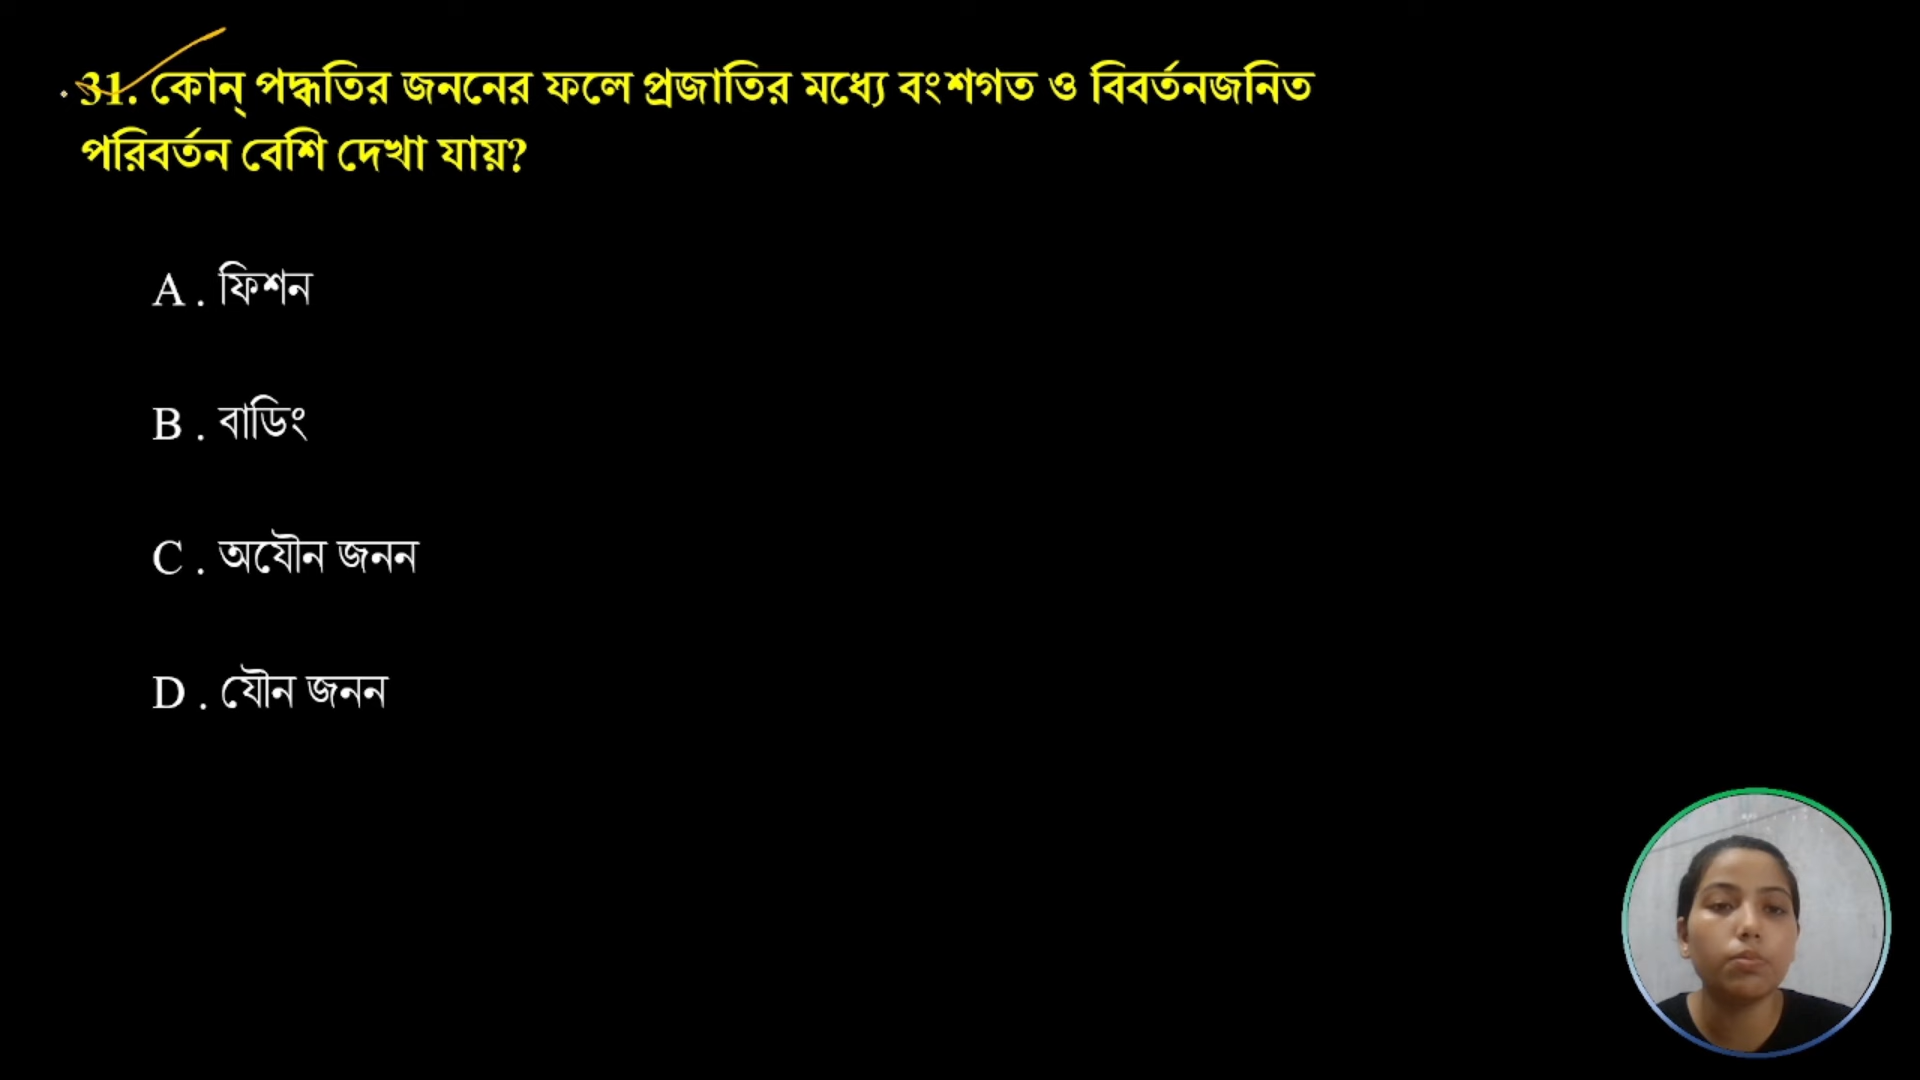 31. কোন্ পদ্ধতির জননের ফলে প্রজাতির মধ্যে বংশগত ও বিবর্তনজনিত
পরিবর্তন বেশি দেখা যায়?
A . ফিশন
B . বাডিং
C . অযৌন জনন
D . যৌন জনন